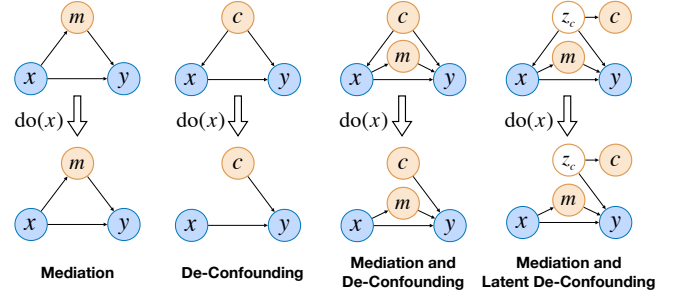 m c c z_c c
m m
x y x y x y x y
do(x) do(x) do(x) do(x)
m c c z_c c
m m
x y x y x y x y
Mediation De-Confounding Mediation and De-Confounding Mediation and Latent De-Confounding